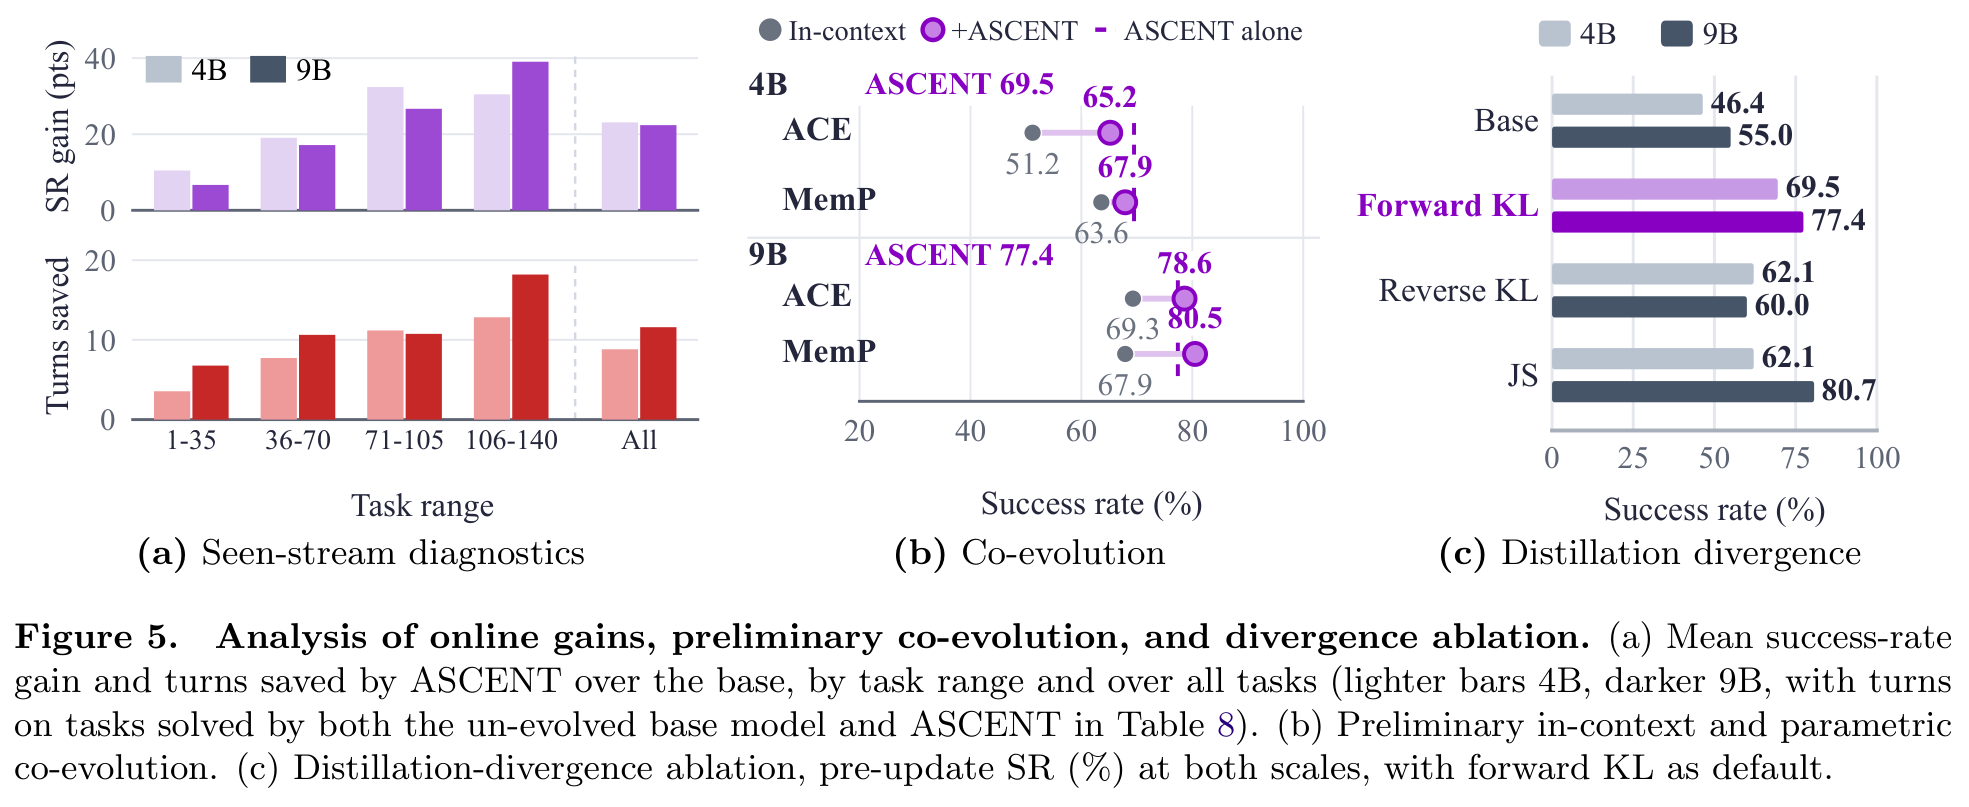 SR gain (pts)
40
20
0
4B
9B
Turns saved
20
10
0
1-35
36-70
71-105
106-140
All
Task range
(a) Seen-stream diagnostics
In-context
+ASCENT
ASCENT alone
4B
ASCENT 69.5
65.2
ACE
51.2
67.9
MemP
63.6
9B
ASCENT 77.4
78.6
ACE
69.3
80.5
MemP
67.9
20
40
60
80
100
Success rate (%)
(b) Co-evolution
4B
9B
Base
46.4
55.0
Forward KL
69.5
77.4
Reverse KL
62.1
60.0
JS
62.1
80.7
0
25
50
75
100
Success rate (%)
(c) Distillation divergence
Figure 5. Analysis of online gains, preliminary co-evolution, and divergence ablation. (a) Mean success-rate
gain and turns saved by ASCENT over the base, by task range and over all tasks (lighter bars 4B, darker 9B, with turns
on tasks solved by both the un-evolved base model and ASCENT in Table 8). (b) Preliminary in-context and parametric
co-evolution. (c) Distillation-divergence ablation, pre-update SR (%) at both scales, with forward KL as default.